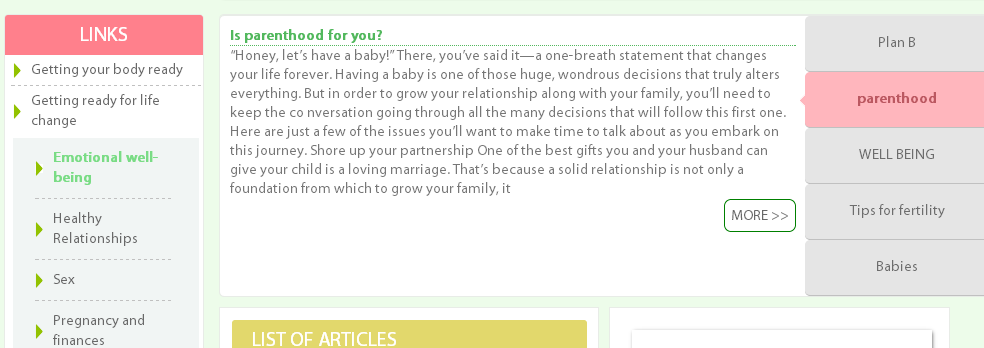 LINKS
Getting your body ready
Getting ready for life
change
Emotional well-
being
Healthy
Relationships
Sex
Pregnancy and
finances
Is parenthood for you?
“Honey, let’s have a baby!” There, you’ve said it—a one-breath statement that changes
your life forever. Having a baby is one of those huge, wondrous decisions that truly alters
everything. But in order to grow your relationship along with your family, you’ll need to
keep the co nversation going through all the many decisions that will follow this first one.
Here are just a few of the issues you’ll want to make time to talk about as you embark on
this journey. Shore up your partnership One of the best gifts you and your husband can
give your child is a loving marriage. That’s because a solid relationship is not only a
foundation from which to grow your family, it
MORE >>
Plan B
parenthood
WELL BEING
Tips for fertility
Babies
LIST OF ARTICLES